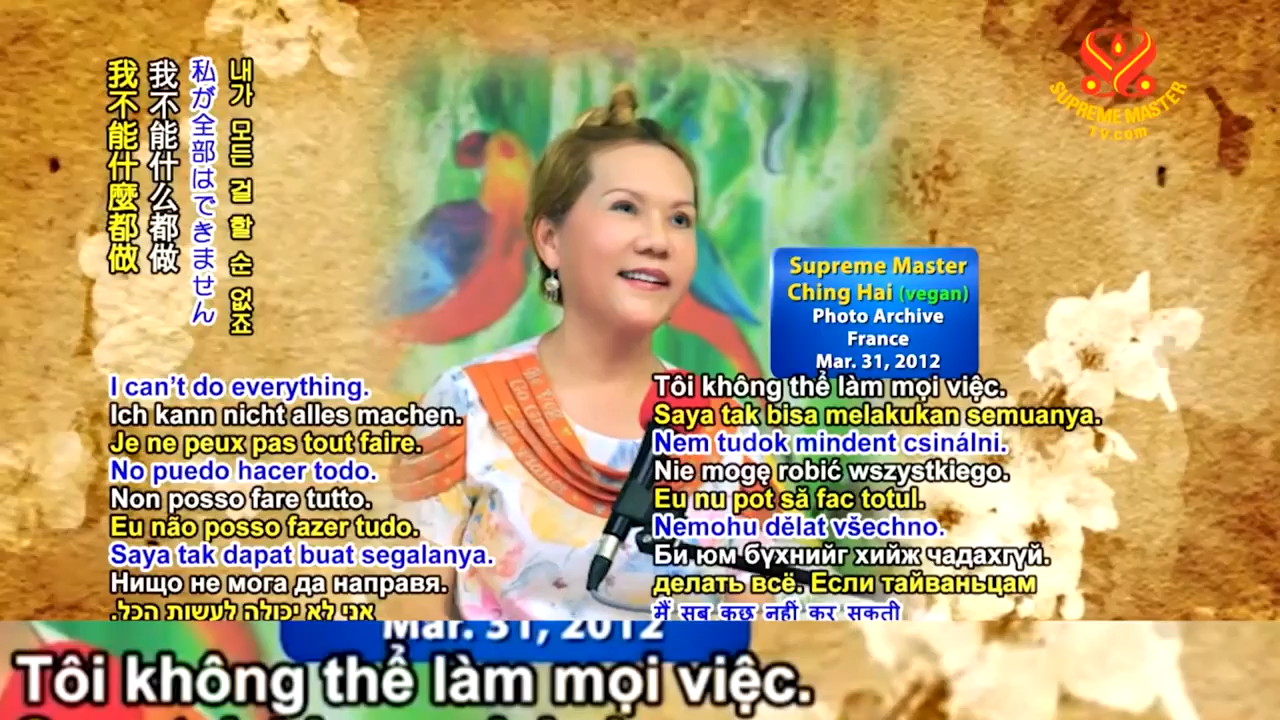 SUPREME MASTER
TV.com
我不能什麼都做
我不能什么都做
私が全部はできません
내가 모든 걸 할 순 없죠
Supreme Master
Ching Hai (vegan)
Photo Archive
France
Mar. 31, 2012
I can't do everything.
Ich kann nicht alles machen.
Je ne peux pas tout faire.
No puedo hacer todo.
Non posso fare tutto.
Eu não posso fazer tudo.
Saya tak dapat buat segalanya.
Нищо не мога да направя.
אני לא יכולה לעשות הכל.
Tôi không thể làm mọi việc.
Saya tak bisa melakukan semuanya.
Nem tudok mindent csinálni.
Nie mogę robić wszystkiego.
Eu nu pot să fac totul.
Nemohu dělat všechno.
Би юм бүхнийг хийж чадахгүй.
делать всё. Если тайваньцам
मैं सब कुछ नहीं कर सकती
Mar. 31, 2012
Tôi không thể làm mọi việc.